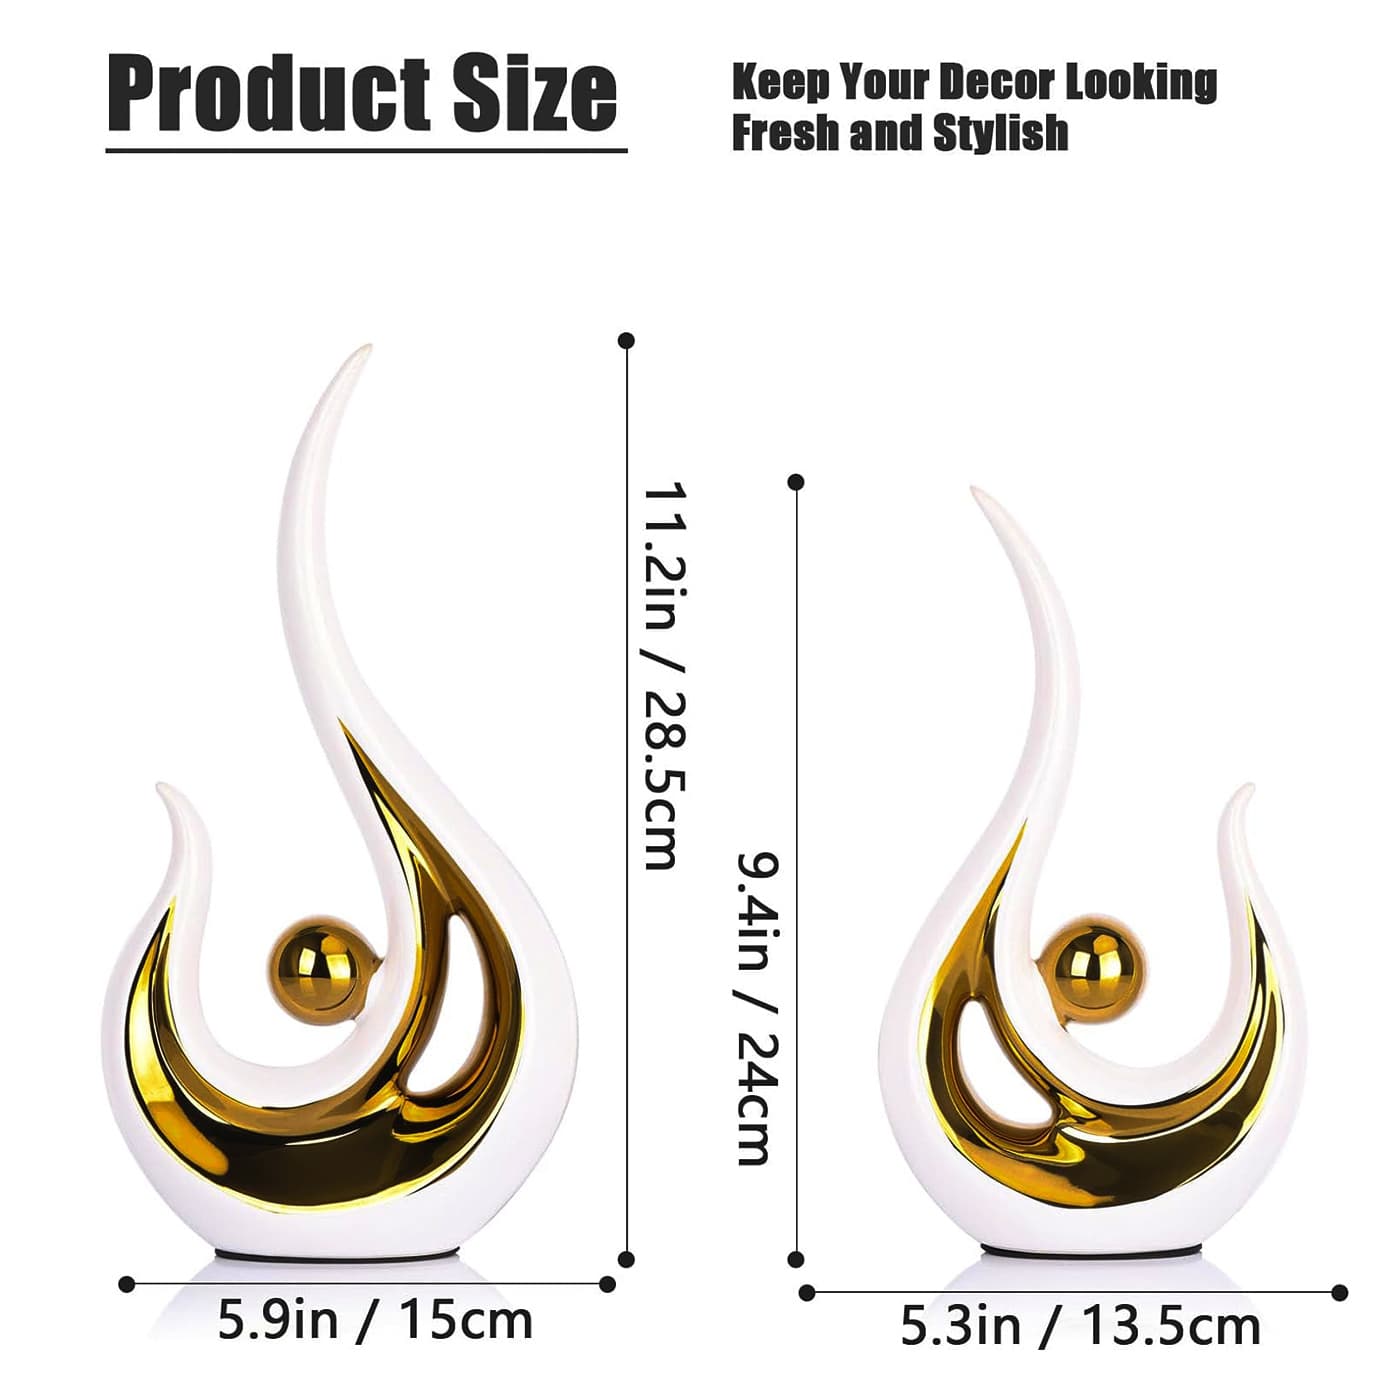 Product Size
Keep Your Decor Looking
Fresh and Stylish
11.2in / 28.5cm
9.4in / 24cm
5.9in / 15cm
5.3in / 13.5cm